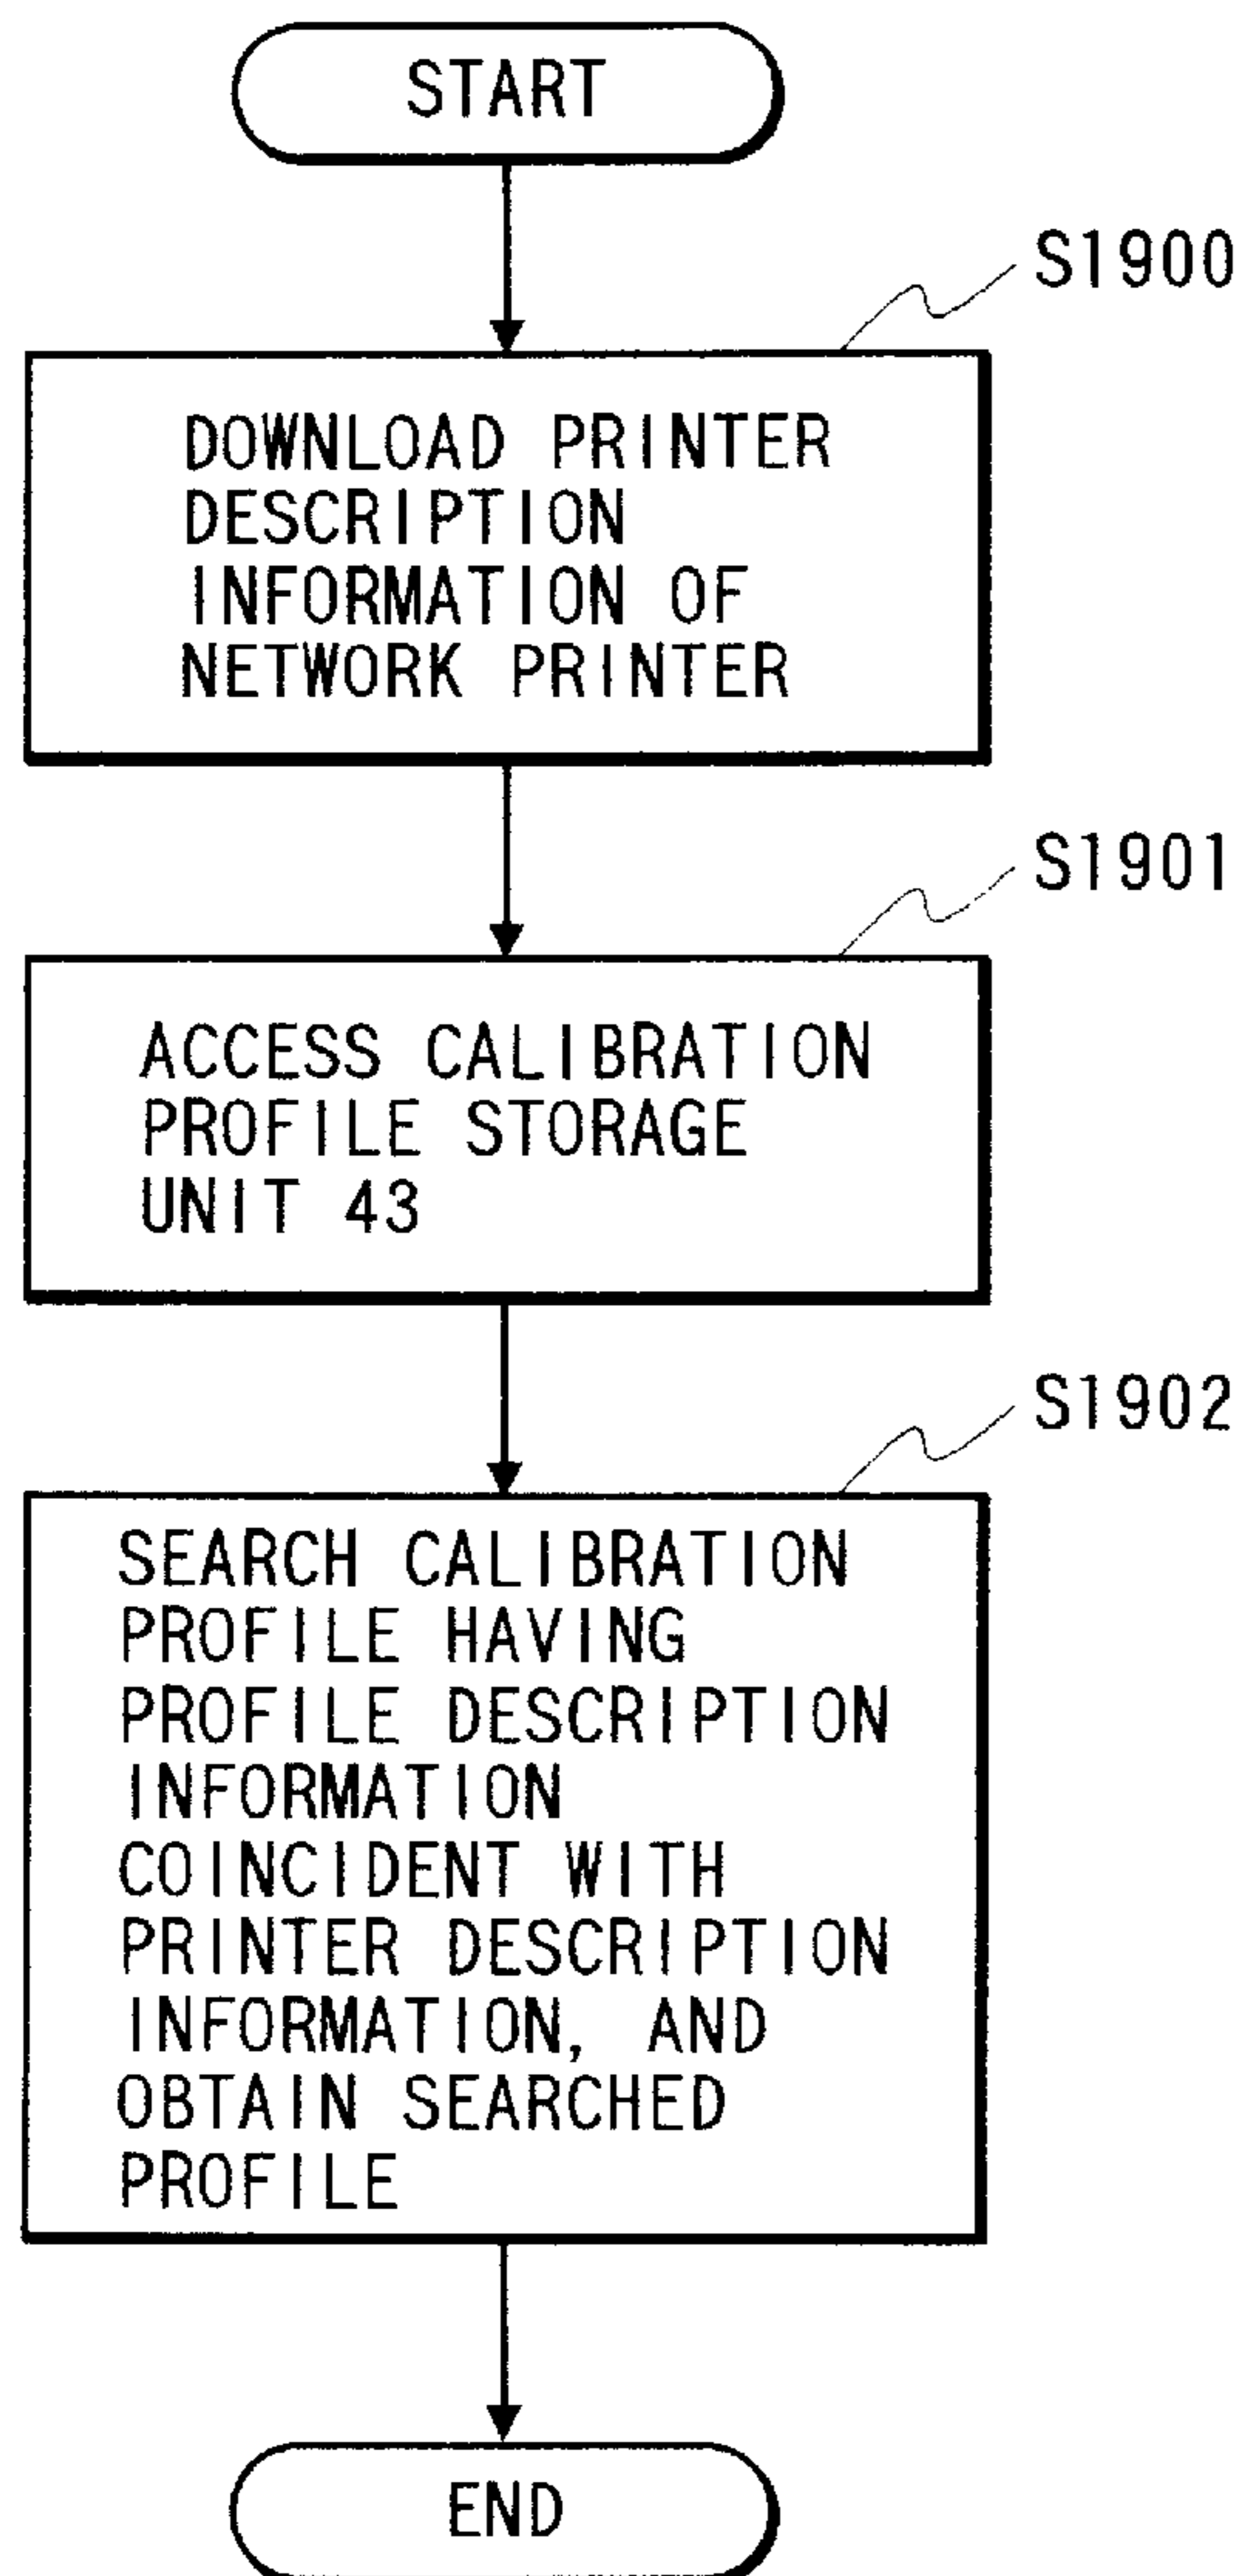 START
S1900
DOWNLOAD PRINTER
DESCRIPTION
INFORMATION OF
NETWORK PRINTER
S1901
ACCESS CALIBRATION
PROFILE STORAGE
UNIT 43
S1902
SEARCH CALIBRATION
PROFILE HAVING
PROFILE DESCRIPTION
INFORMATION
COINCIDENT WITH
PRINTER DESCRIPTION
INFORMATION, AND
OBTAIN SEARCHED
PROFILE
END